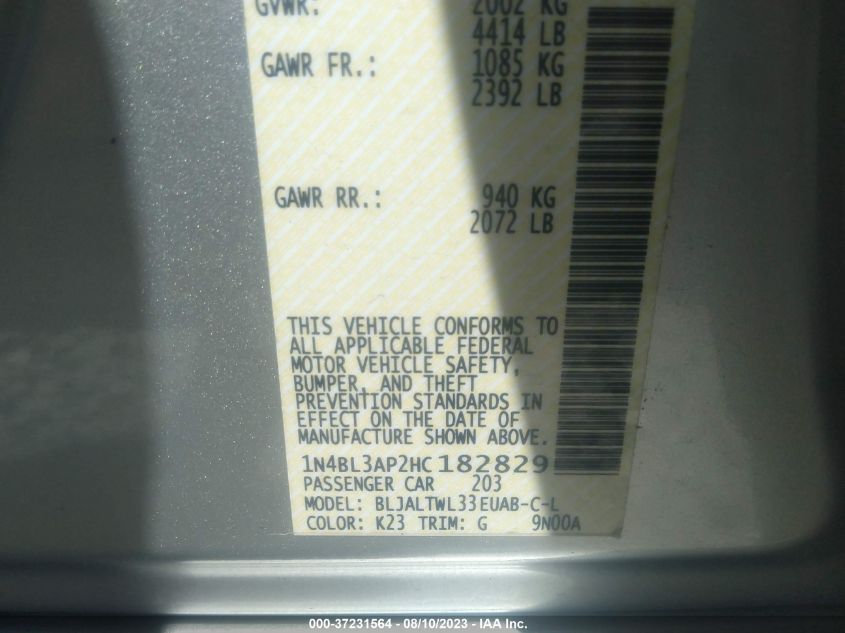 GVWR: 2002 KG
4414 LB
GAWR FR.: 1085 KG
2392 LB
GAWR RR.: 940 KG
2072 LB
THIS VEHICLE CONFORMS TO
ALL APPLICABLE FEDERAL
MOTOR VEHICLE SAFETY,
BUMPER, AND THEFT
PREVENTION STANDARDS IN
EFFECT ON THE DATE OF
MANUFACTURE SHOWN ABOVE.
1N4BL3AP2HC182829
PASSENGER CAR 203
MODEL: BLJALTWL33EUAB-C-L
COLOR: K23 TRIM: G 9N00A
000-37231564 - 08/10/2023 - IAA Inc.